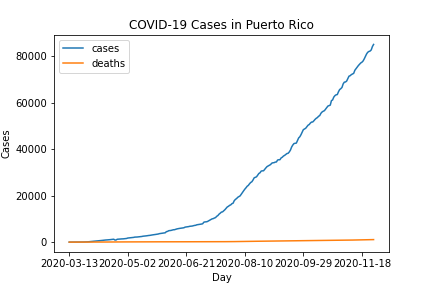 COVID-19 Cases in Puerto Rico
cases
deaths
80000
60000
40000
20000
0
Cases
2020-03-13 2020-05-02 2020-06-21 2020-08-10 2020-09-29 2020-11-18
Day